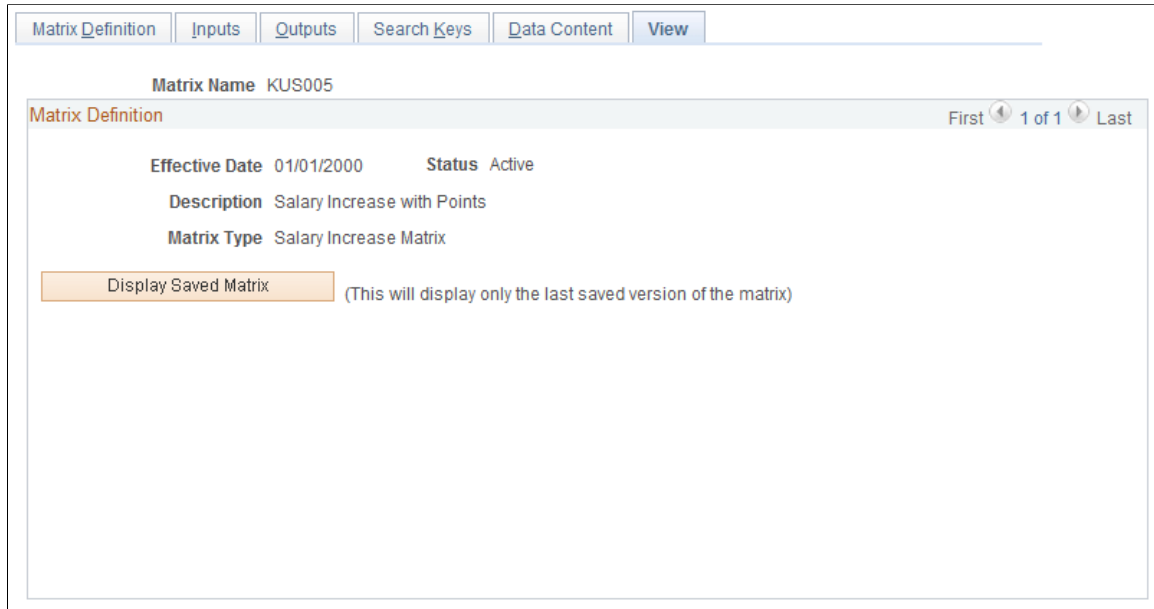 Matrix Definition Inputs Outputs Search Keys Data Content View
Matrix Name KUS005
Matrix Definition First 1 of 1 Last
Effective Date 01/01/2000 Status Active
Description Salary Increase with Points
Matrix Type Salary Increase Matrix
Display Saved Matrix (This will display only the last saved version of the matrix)